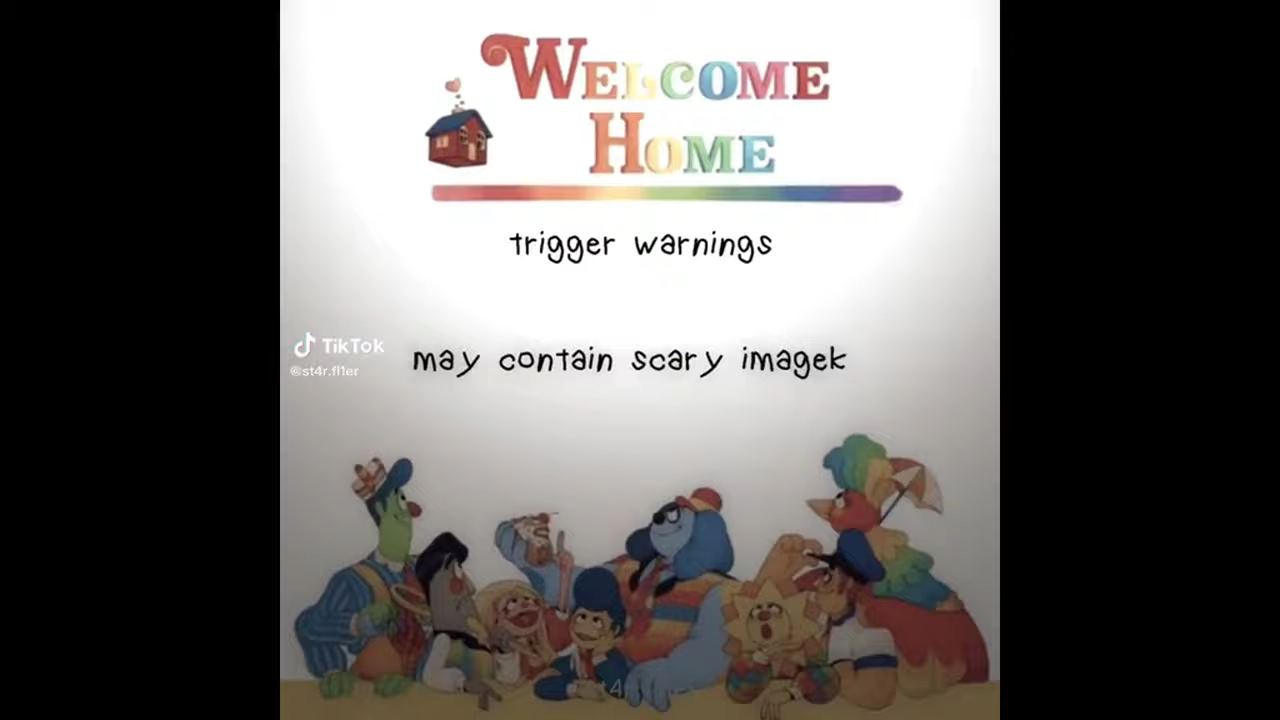 WELCOME
HOME
trigger warnings
TikTok
may contain scary imagek
@st4r.fl1er